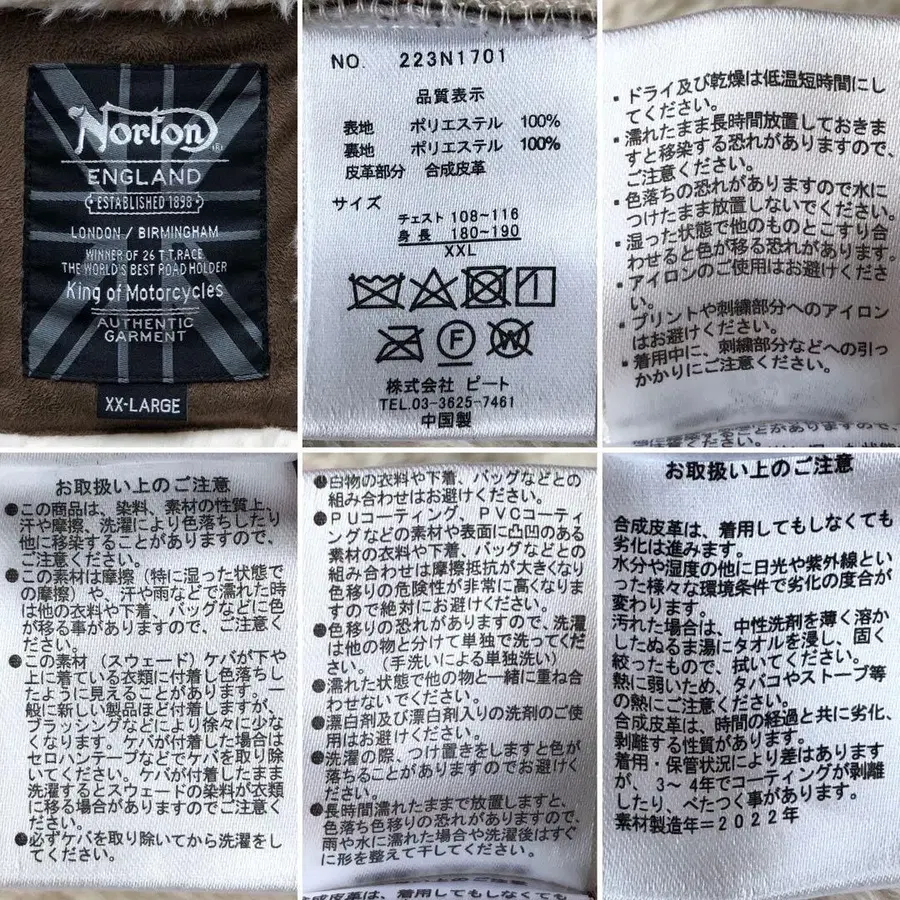 Norton
ENGLAND
ESTABLISHED 1898
LONDON / BIRMINGHAM
WINNER OF 26 T.T.RACE
THE WORLD'S BEST ROAD HOLDER
King of Motorcycles
AUTHENTIC
GARMENT
XX-LARGE
NO. 223N1701
品質表示
表地 ポリエステル 100%
裏地 ポリエステル 100%
皮革部分 合成皮革
サイズ
チェスト 108~116
身長 180~190
XXL
F
W
株式会社 ピート
TEL.03-3625-7461
中国製
・ドライ及び乾燥は低温短時間にし
てください。
・濡れたまま長時間放置しておきま
すと移染する恐れがありますので、
ご注意ください。
・色落ちの恐れがありますので水に
つけたまま放置しないでください。
・湿った状態で他のものとこすり合
わせると色が移る恐れがあります。
・アイロンのご使用はお避けくださ
い。
・プリントや刺繍部分へのアイロン
はお避けください。
・着用中に、刺繍部分などへの引っ
かかりにご注意ください。
お取扱い上のご注意
●この商品は、染料、素材の性質上、
汗や摩擦、洗濯により色落ちしたり
他に移染することがありますので、
ご注意ください。
●この素材は摩擦(特に湿った状態で
の摩擦)や、汗や雨などで濡れた時
は他の衣料や下着、バッグなどに色
が移る事がありますので、ご注意く
ださい。
●この素材(スウェード)ケバが下や
上に着ている衣類に付着し色落ちし
たように見えることがあります。一
般に新しい製品ほど付着しますが、
ブラッシングなどにより徐々に少な
くなります。ケバが付着した場合は
セロハンテープなどでケバを取り除
いてください。ケバが付着したまま
洗濯するとスウェードの染料が衣類
に移る場合がありますのでご注意く
ださい。
●必ずケバを取り除いてから洗濯をし
てください。
●白物の衣料や下着、バッグなどとの
組み合わせはお避けください。
●PUコーティング、PVCコーティ
ングなどの素材や表面に凸凹のある
素材の衣料や下着、バッグなどとの
組み合わせは摩擦抵抗が大きくなり
色移りの危険性が非常に高くなりま
すので絶対にお避けください。
●色移りの恐れがありますので、洗濯
は他の物と分けて単独で洗ってくだ
さい。(手洗いによる単独洗い)
●濡れた状態で他の物と一緒に重ね合
わせないでください。
●漂白剤及び漂白剤入りの洗剤のご使
用はお避けください。
●洗濯の際、つけ置きをしますと色が
落ちることがありますのでお避けく
ださい。
●長時間濡れたままで放置しますと、
色落ち色移りの恐れがありますので、
雨や水に濡れた場合や洗濯後はすぐ
に形を整えて干してください。
合成皮革は、着用してもしなくても
お取扱い上のご注意
合成皮革は、着用してもしなくても
劣化は進みます。
水分や湿度の他に日光や紫外線とい
った様々な環境条件で劣化の度合が
変わります。
汚れた場合は、中性洗剤を薄く溶か
したぬるま湯にタオルを浸し、固く
絞ったもので、拭いてください。
熱に弱いため、タバコやストーブ等
の熱にご注意ください。
合成皮革は、時間の経過と共に劣化、
剥離する性質があります。
着用・保管状況により差はあります
が、3~4年でコーティングが剥離
したり、べたつく事があります。
素材製造年=2022年